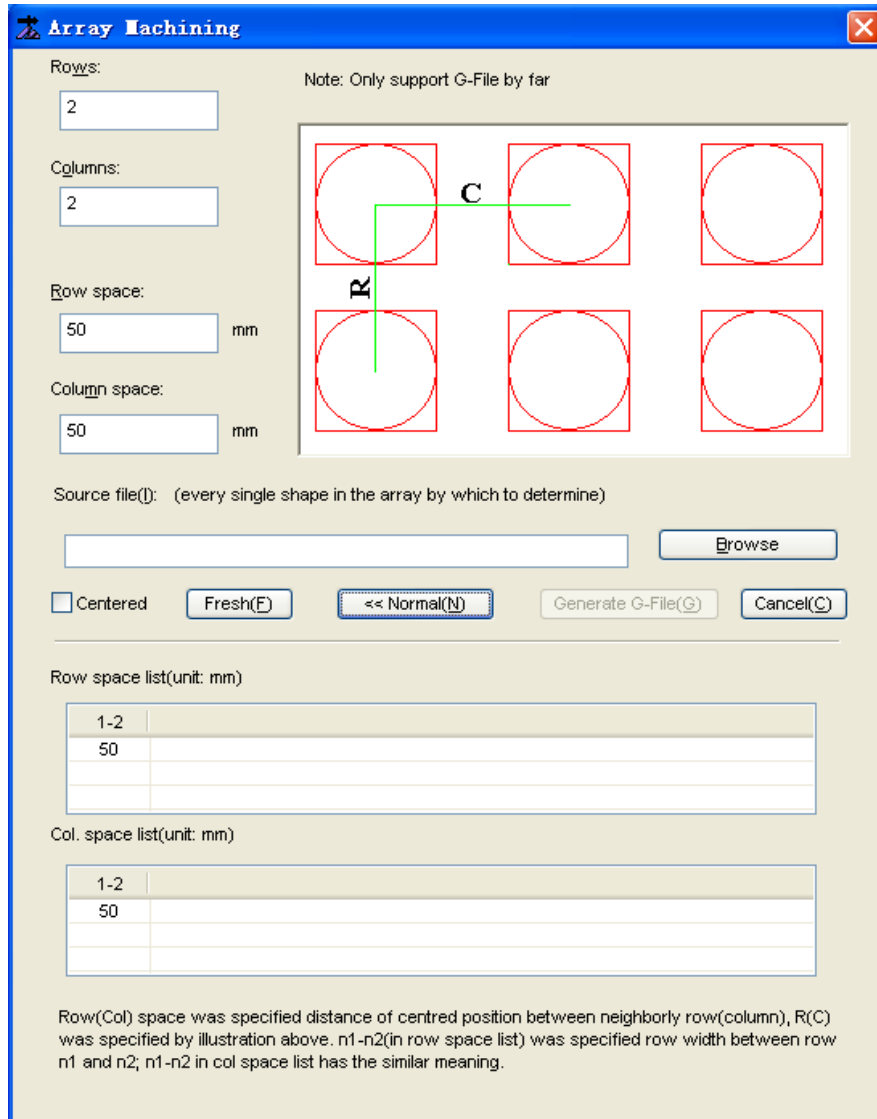 Array Machining
Rows:
Note: Only support G-File by far
2
Columns:
2
C
R
Row space:
50 mm
Column space:
50 mm
Source file(I): (every single shape in the array by which to determine)
Browse
Centered Fresh(F) << Normal(N) Generate G-File(G) Cancel(C)
Row space list(unit: mm)
1-2
50
Col. space list(unit: mm)
1-2
50
Row(Col) space was specified distance of centred position between neighborly row(column), R(C)
was specified by illustration above. n1-n2(in row space list) was specified row width between row
n1 and n2; n1-n2 in col space list has the similar meaning.